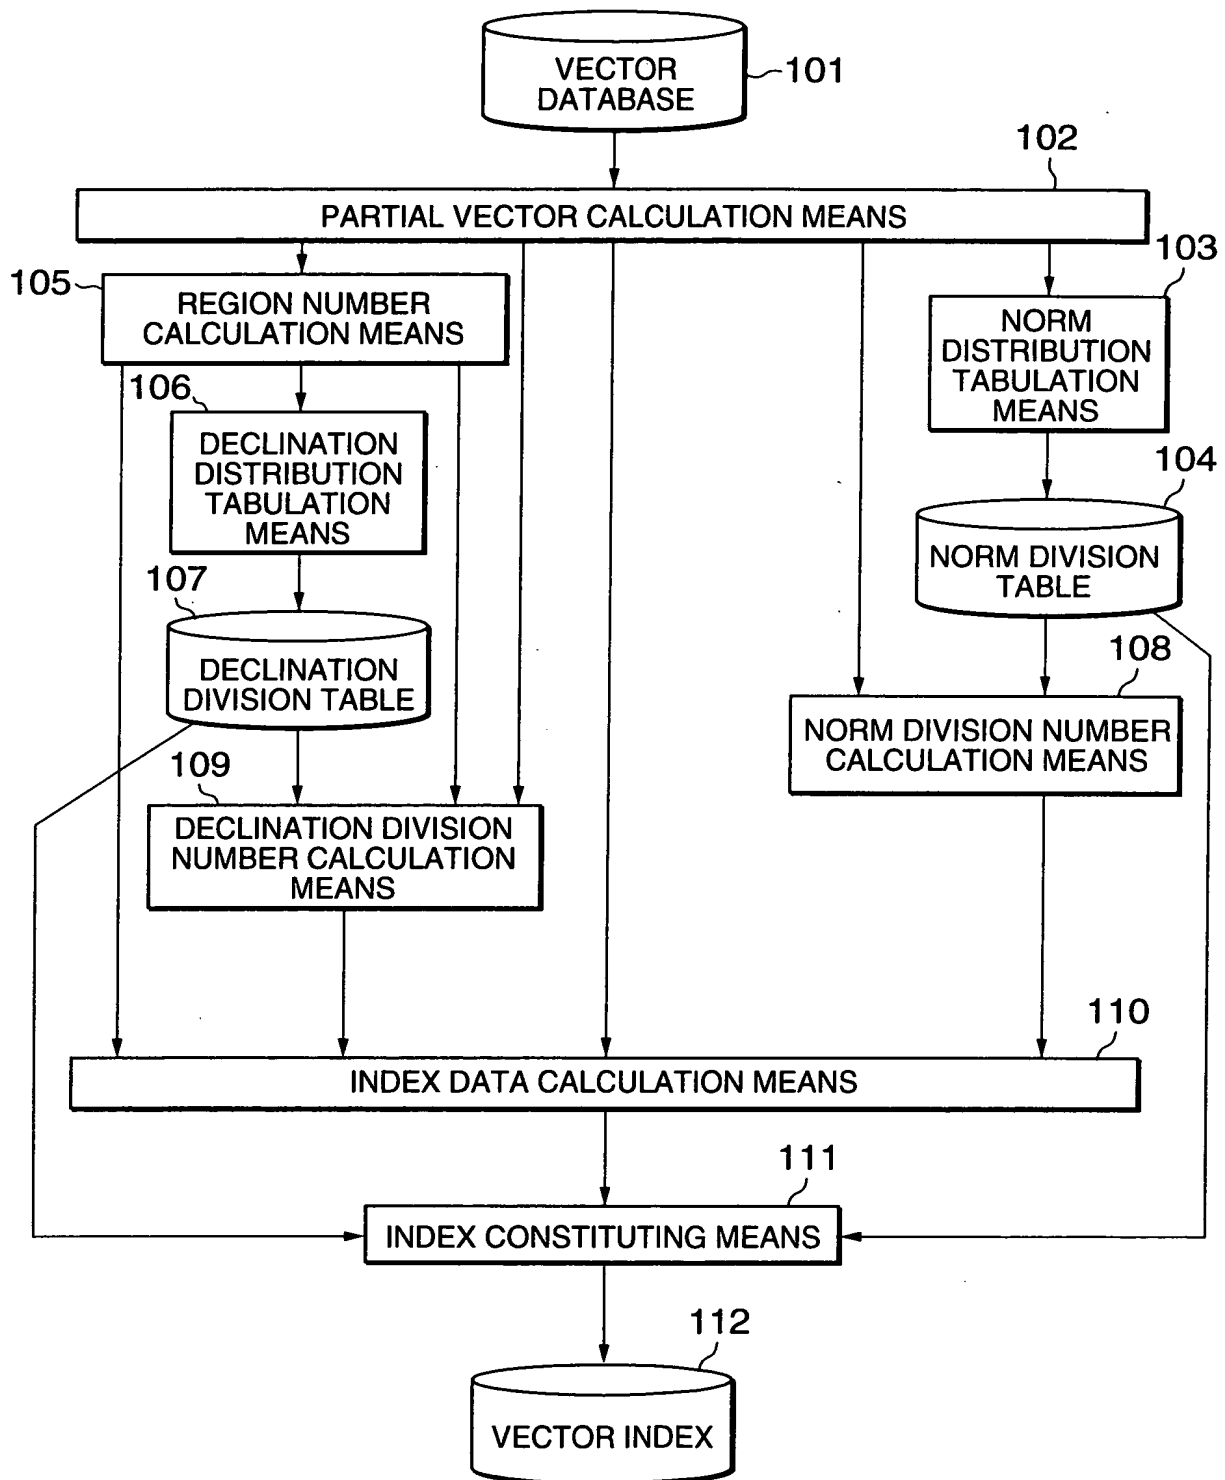 VECTOR
DATABASE
101
102
PARTIAL VECTOR CALCULATION MEANS
103
105
REGION NUMBER
CALCULATION MEANS
NORM
DISTRIBUTION
TABULATION
MEANS
106
DECLINATION
DISTRIBUTION
TABULATION
MEANS
104
NORM DIVISION
TABLE
107
DECLINATION
DIVISION TABLE
108
NORM DIVISION NUMBER
CALCULATION MEANS
109
DECLINATION DIVISION
NUMBER CALCULATION
MEANS
110
INDEX DATA CALCULATION MEANS
111
INDEX CONSTITUTING MEANS
112
VECTOR INDEX